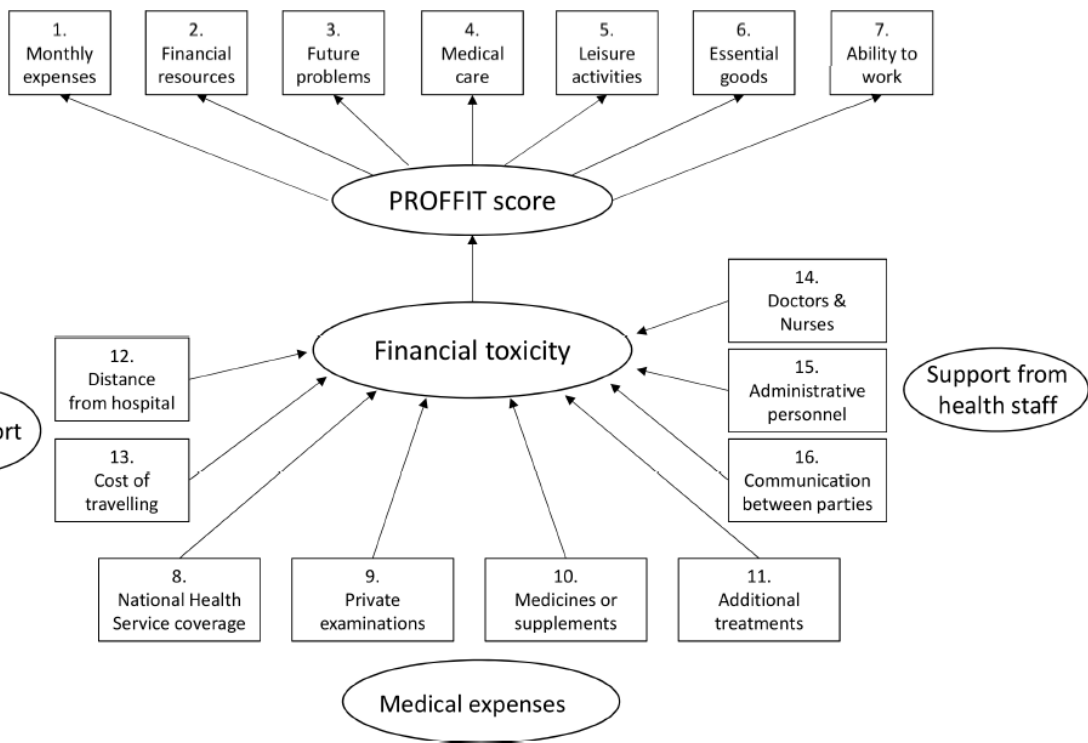 1.
Monthly
expenses
2.
Financial
resources
3.
Future
problems
4.
Medical
care
5.
Leisure
activities
6.
Essential
goods
7.
Ability to
work
PROFFIT score
Financial toxicity
14.
Doctors &
Nurses
12.
Distance
from hospital
15.
Administrative
personnel
Support from
health staff
ort
13.
Cost of
travelling
16.
Communication
between parties
8.
National Health
Service coverage
9.
Private
examinations
10.
Medicines or
supplements
11.
Additional
treatments
Medical expenses